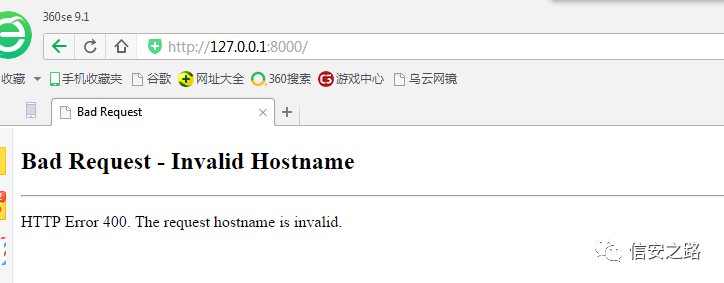 360se 9.1
http://127.0.0.1:8000/
收藏 手机收藏夹 谷歌 网址大全 360搜索 游戏中心 乌云网镜
Bad Request
Bad Request - Invalid Hostname
HTTP Error 400. The request hostname is invalid.
信安之路